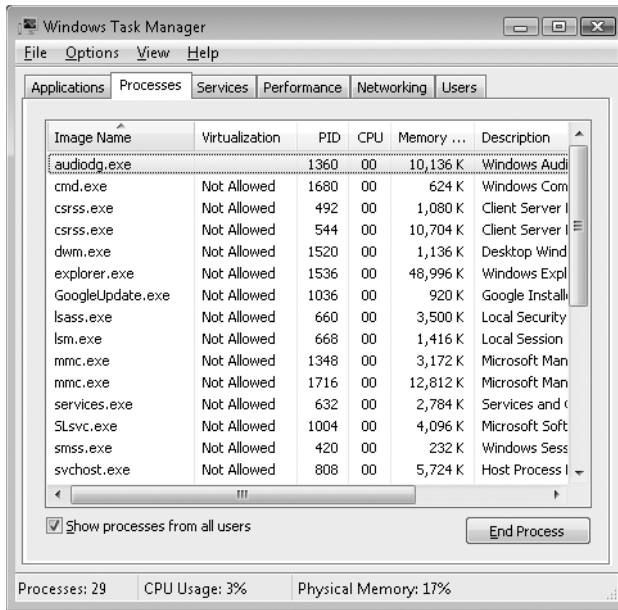 Windows Task Manager
File Options View Help
Applications Processes Services Performance Networking Users
Image Name Virtualization PID CPU Memory ... Description
audiodg.exe 1360 00 10,136 K Windows Audi
cmd.exe Not Allowed 1680 00 624 K Windows Com
csrss.exe Not Allowed 492 00 1,080 K Client Server
csrss.exe Not Allowed 544 00 10,704 K Client Server
dwm.exe Not Allowed 1520 00 1,136 K Desktop Wind
explorer.exe Not Allowed 1536 00 48,996 K Windows Expl
GoogleUpdate.exe Not Allowed 1036 00 920 K Google Install
lsass.exe Not Allowed 660 00 3,500 K Local Security
lsm.exe Not Allowed 668 00 1,416 K Local Session
mmc.exe Not Allowed 1348 00 3,172 K Microsoft Man
mmc.exe Not Allowed 1716 00 12,812 K Microsoft Man
services.exe Not Allowed 632 00 2,784 K Services and
SLsvc.exe Not Allowed 1004 00 4,096 K Microsoft Soft
smss.exe Not Allowed 420 00 232 K Windows Sess
svchost.exe Not Allowed 808 00 5,724 K Host Process
Show processes from all users
End Process
Processes: 29 CPU Usage: 3% Physical Memory: 17%